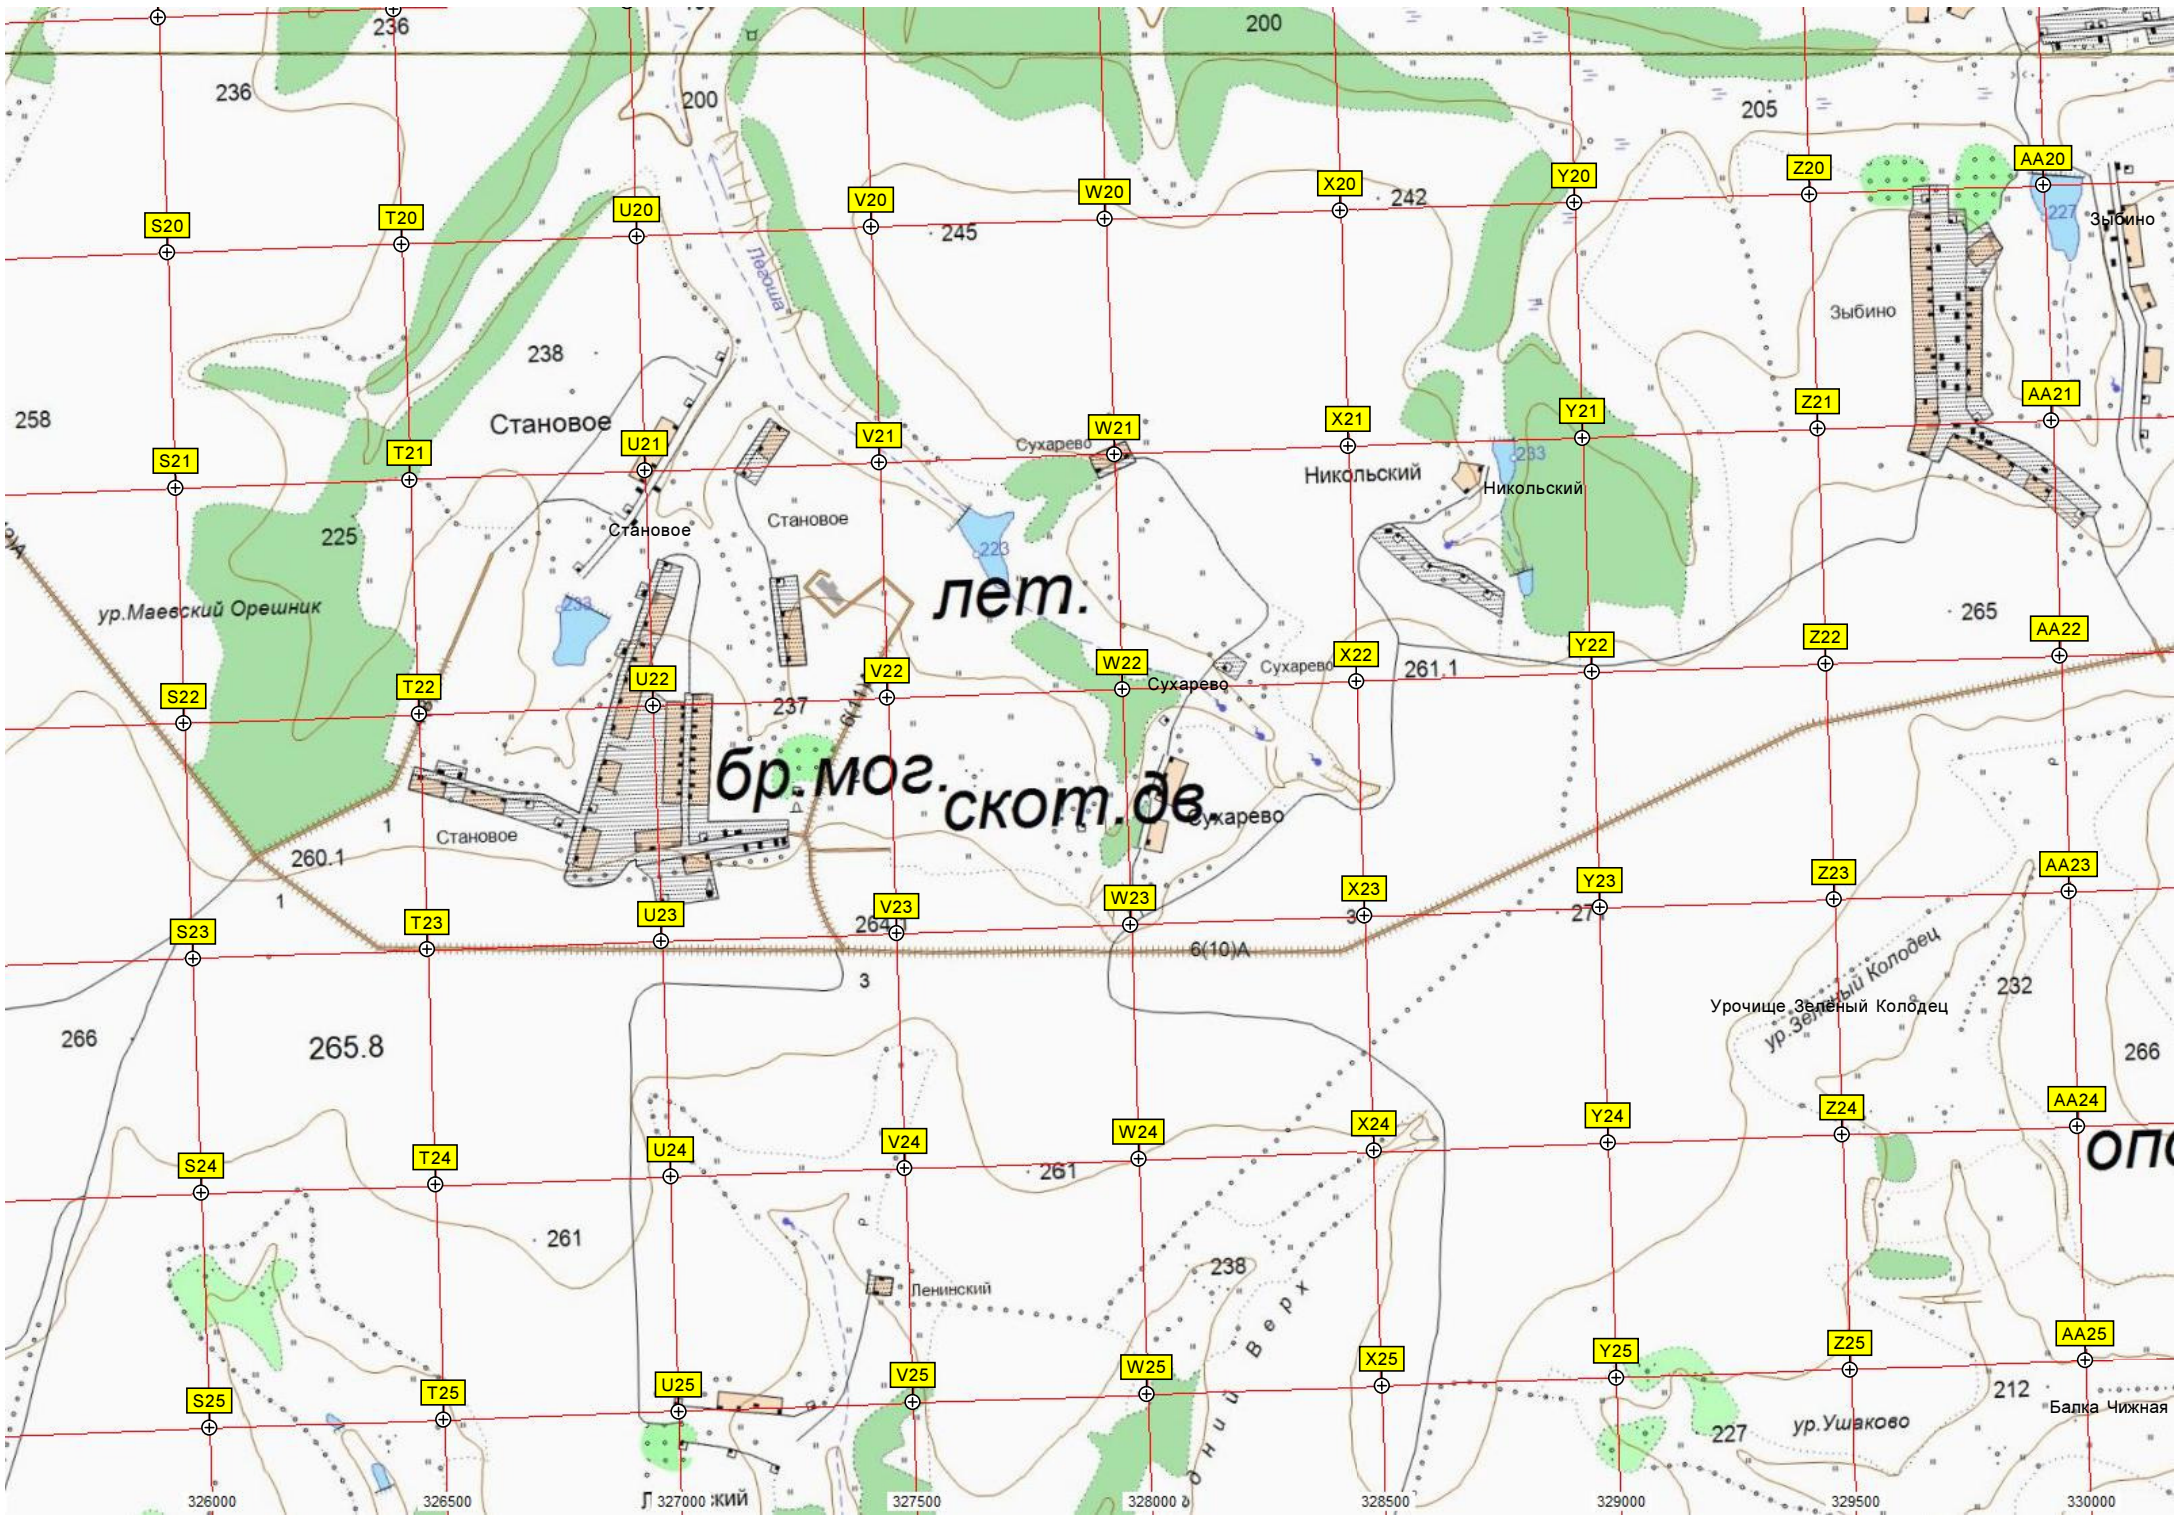 236
200
236
200
205
S20
T20
U20
V20
W20
X20
242
Y20
Z20
AA20
245
227
Зыбино
Логоша
Зыбино
238
258
Становое
S21
T21
U21
V21
Сухарево
W21
X21
Y21
Z21
AA21
225
Становое
Становое
223
Никольский
Никольский
233
ур.Маевский Орешник
233
лет.
265
S22
T22
U22
V22
W22
Сухарево
Сухарево
X22
261.1
Y22
Z22
AA22
237
6(11)А
бр.мог.
скот.дв.
Сухарево
1
Становое
260.1
1
S23
T23
U23
V23
W23
X23
Y23
Z23
AA23
6(10)А
3
266
265.8
ур.Зелёный Колодец
Урочище Зелёный Колодец
232
266
S24
T24
U24
V24
W24
X24
Y24
Z24
AA24
261
261
238
Верх
Ленинский
S25
T25
U25
V25
W25
X25
Y25
Z25
AA25
212
Балка Чижная
227
ур.Ушаково
326000
326500
327000
327500
328000
328500
329000
329500
330000